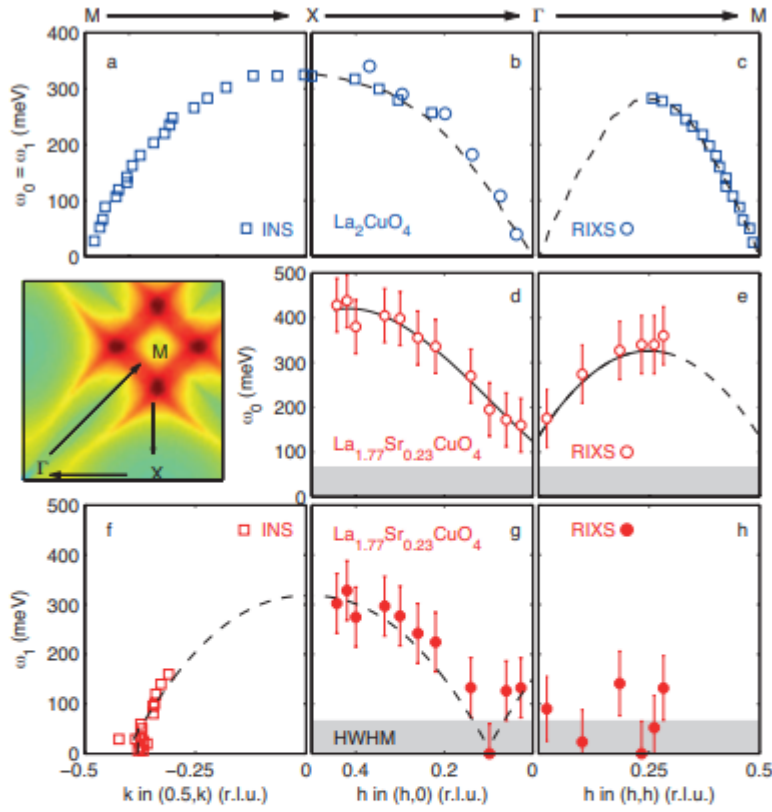 M X Γ M
400
300
200
100
0
ω₀ = ω₁ (meV)
a
INS
b
La₂CuO₄
c
RIXS
M
Γ
X
500
400
300
200
100
0
ω₀ (meV)
d
La₁.₇₇Sr₀.₂₃CuO₄
e
RIXS
500
400
300
200
100
0
ω₁ (meV)
f
INS
La₁.₇₇Sr₀.₂₃CuO₄
g
HWHM
RIXS
h
−0.5 −0.25 0 0.4 0.2 0 0.25 0.5
k in (0.5,k) (r.l.u.) h in (h,0) (r.l.u.) h in (h,h) (r.l.u.)